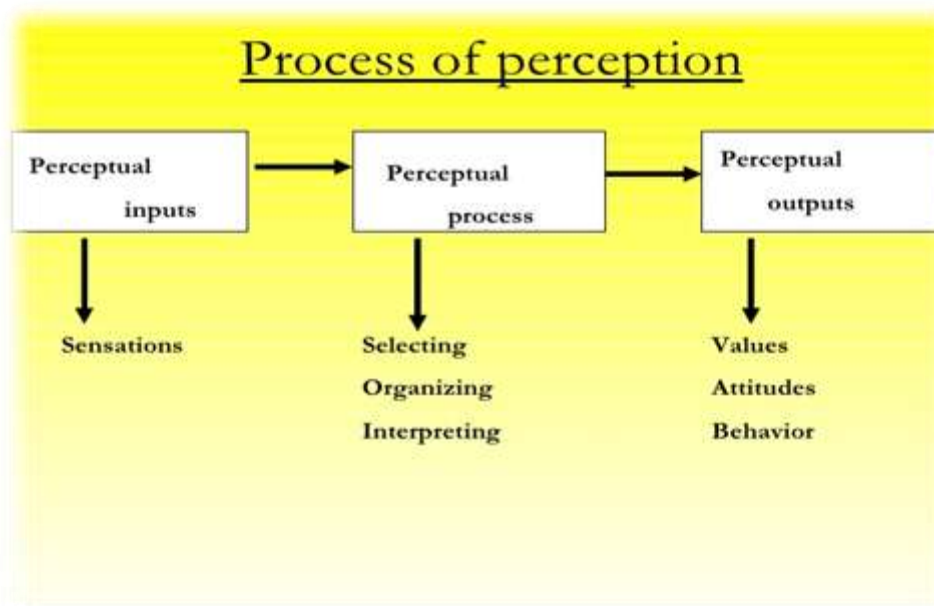 Process of perception
Perceptual
inputs
Perceptual
process
Perceptual
outputs
Sensations
Selecting
Organizing
Interpreting
Values
Attitudes
Behavior